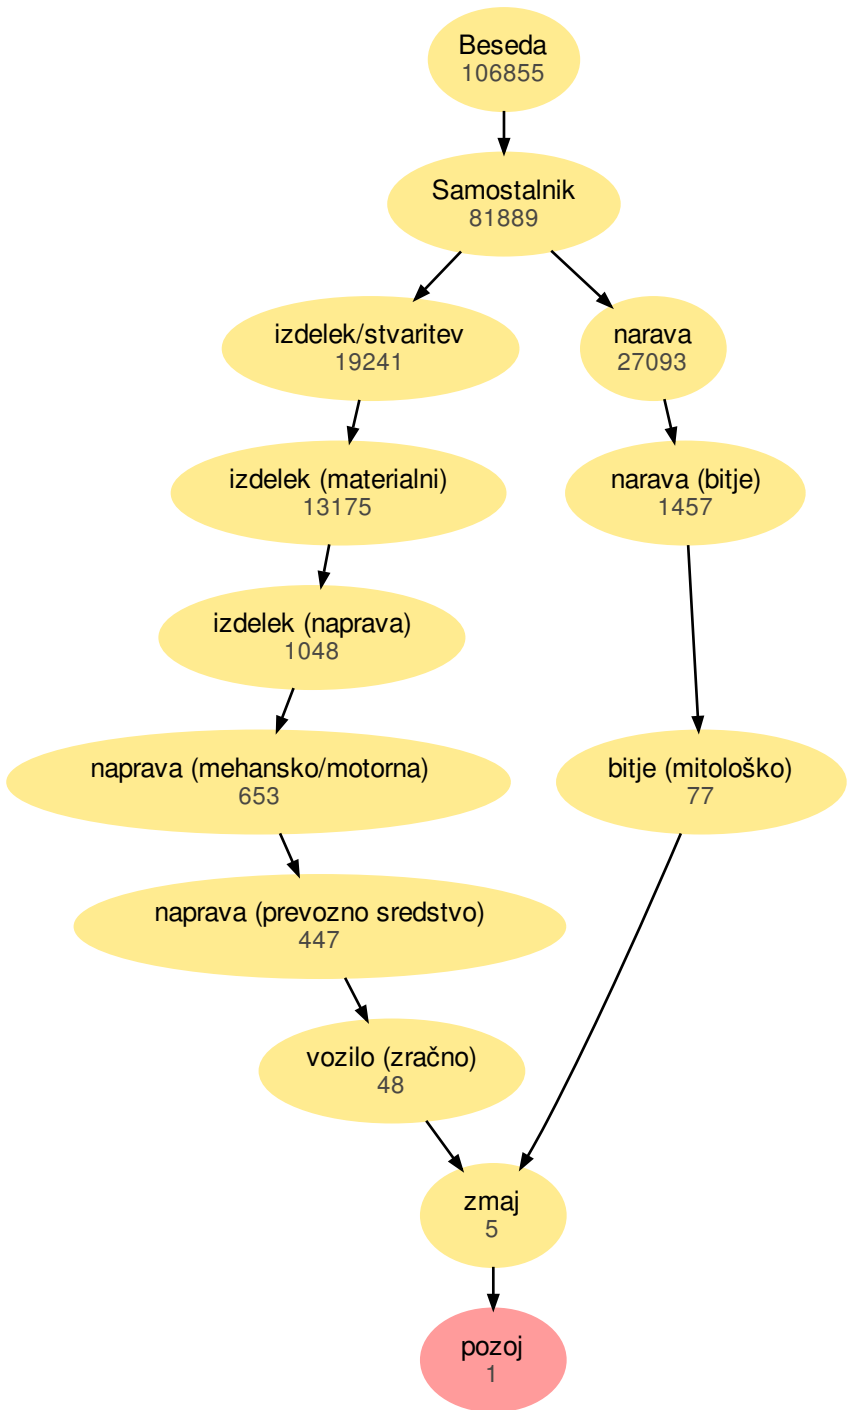 Beseda
106855
Samostalnik
81889
izdelek/stvaritev
19241
narava
27093
izdelek (materialni)
13175
narava (bitje)
1457
izdelek (naprava)
1048
naprava (mehansko/motorna)
653
bitje (mitološko)
77
naprava (prevozno sredstvo)
447
vozilo (zračno)
48
zmaj
5
pozoj
1